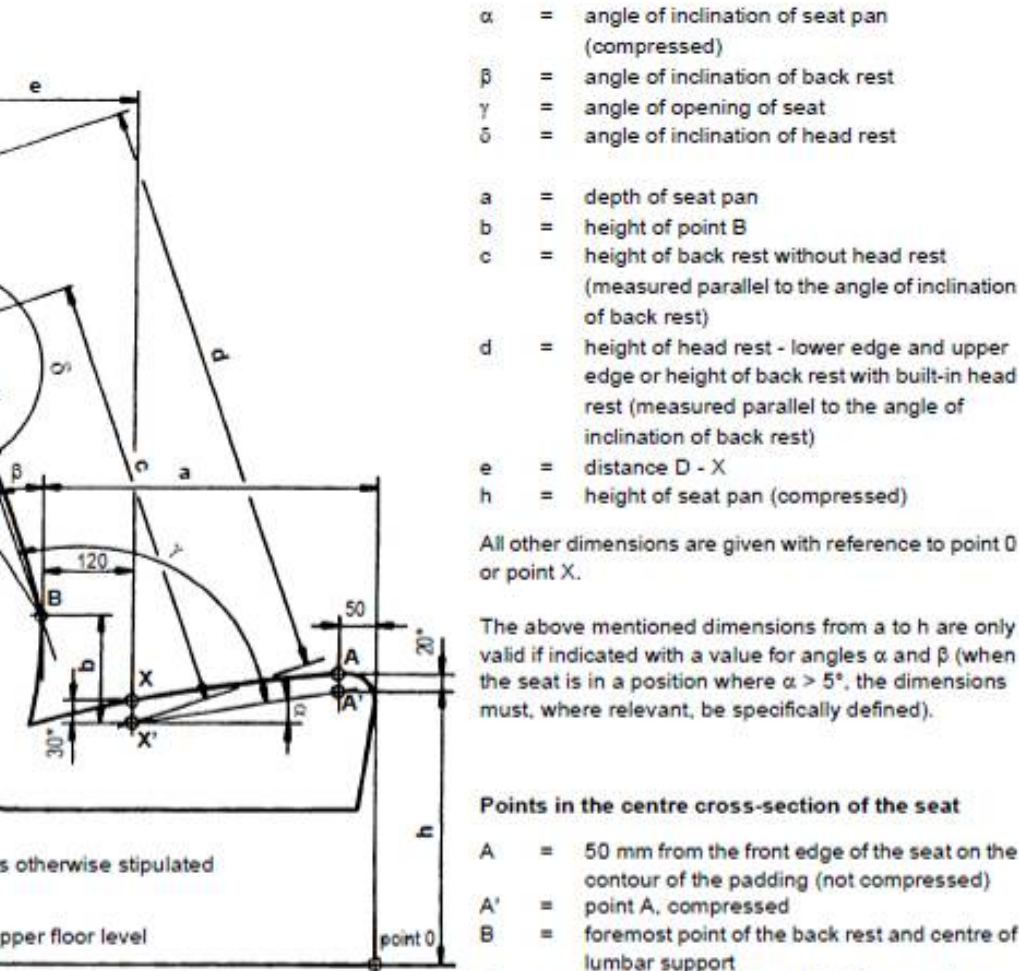 α = angle of inclination of seat pan
(compressed)
β = angle of inclination of back rest
γ = angle of opening of seat
δ = angle of inclination of head rest
a = depth of seat pan
b = height of point B
c = height of back rest without head rest
(measured parallel to the angle of inclination
of back rest)
d = height of head rest - lower edge and upper
edge or height of back rest with built-in head
rest (measured parallel to the angle of
inclination of back rest)
e = distance D - X
h = height of seat pan (compressed)
All other dimensions are given with reference to point 0
or point X.
The above mentioned dimensions from a to h are only
valid if indicated with a value for angles α and β (when
the seat is in a position where α > 5°, the dimensions
must, where relevant, be specifically defined).
Points in the centre cross-section of the seat
A = 50 mm from the front edge of the seat on the
contour of the padding (not compressed)
A' = point A, compressed
B = foremost point of the back rest and centre of
lumbar support
e
d
δ
c
β
a
γ
120
B
50
20°
b
X
A
A'
α
X'
30°
h
s otherwise stipulated
pper floor level
point 0